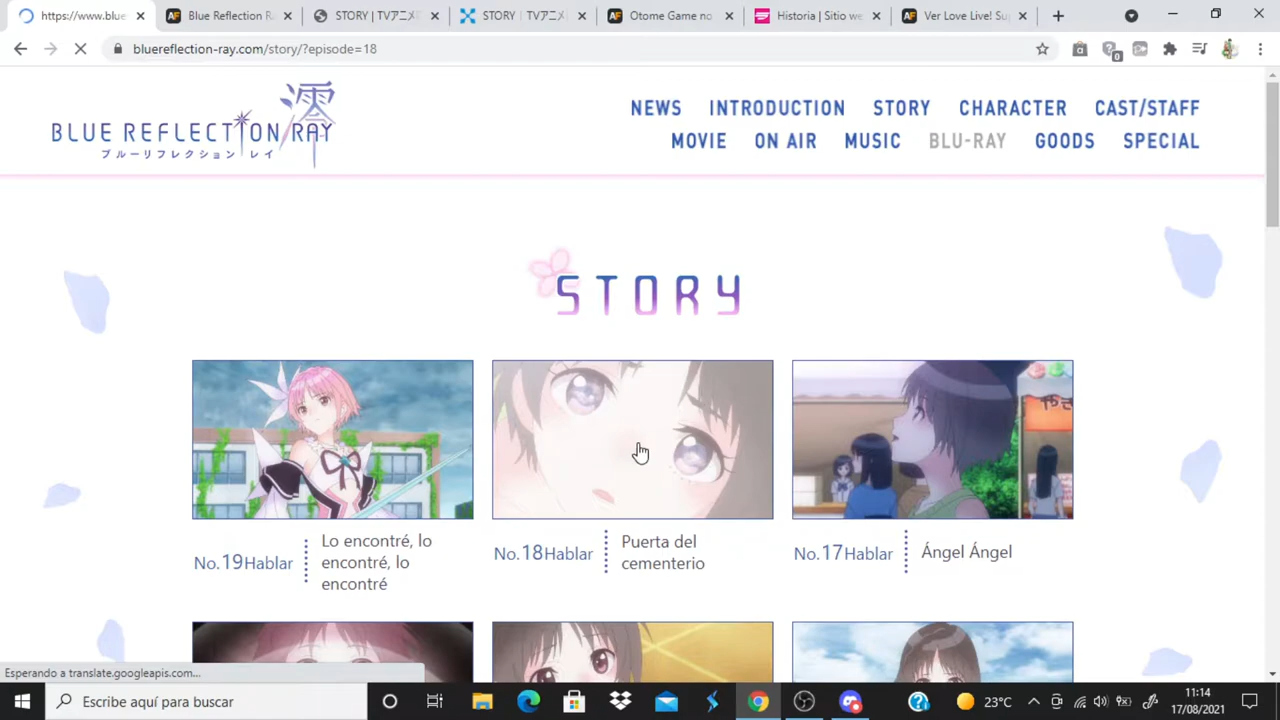 https://www.blue
Blue Reflection Ra
STORY | TVアニメ
STORY | TVアニメ
Otome Game no
Historia | Sitio we
Ver Love Live! Su
bluereflection-ray.com/story/?episode=18
0
澪
BLUE REFLECTION RAY
ブルーリフレクション レイ
NEWS INTRODUCTION STORY CHARACTER CAST/STAFF
MOVIE ON AIR MUSIC BLU-RAY GOODS SPECIAL
STORY
やき
No.19Hablar
Lo encontré, lo
encontré, lo
encontré
No.18Hablar
Puerta del
cementerio
No.17Hablar
Ángel Ángel
Esperando a translate.googleapis.com...
Escribe aquí para buscar
23°C
11:14
17/08/2021